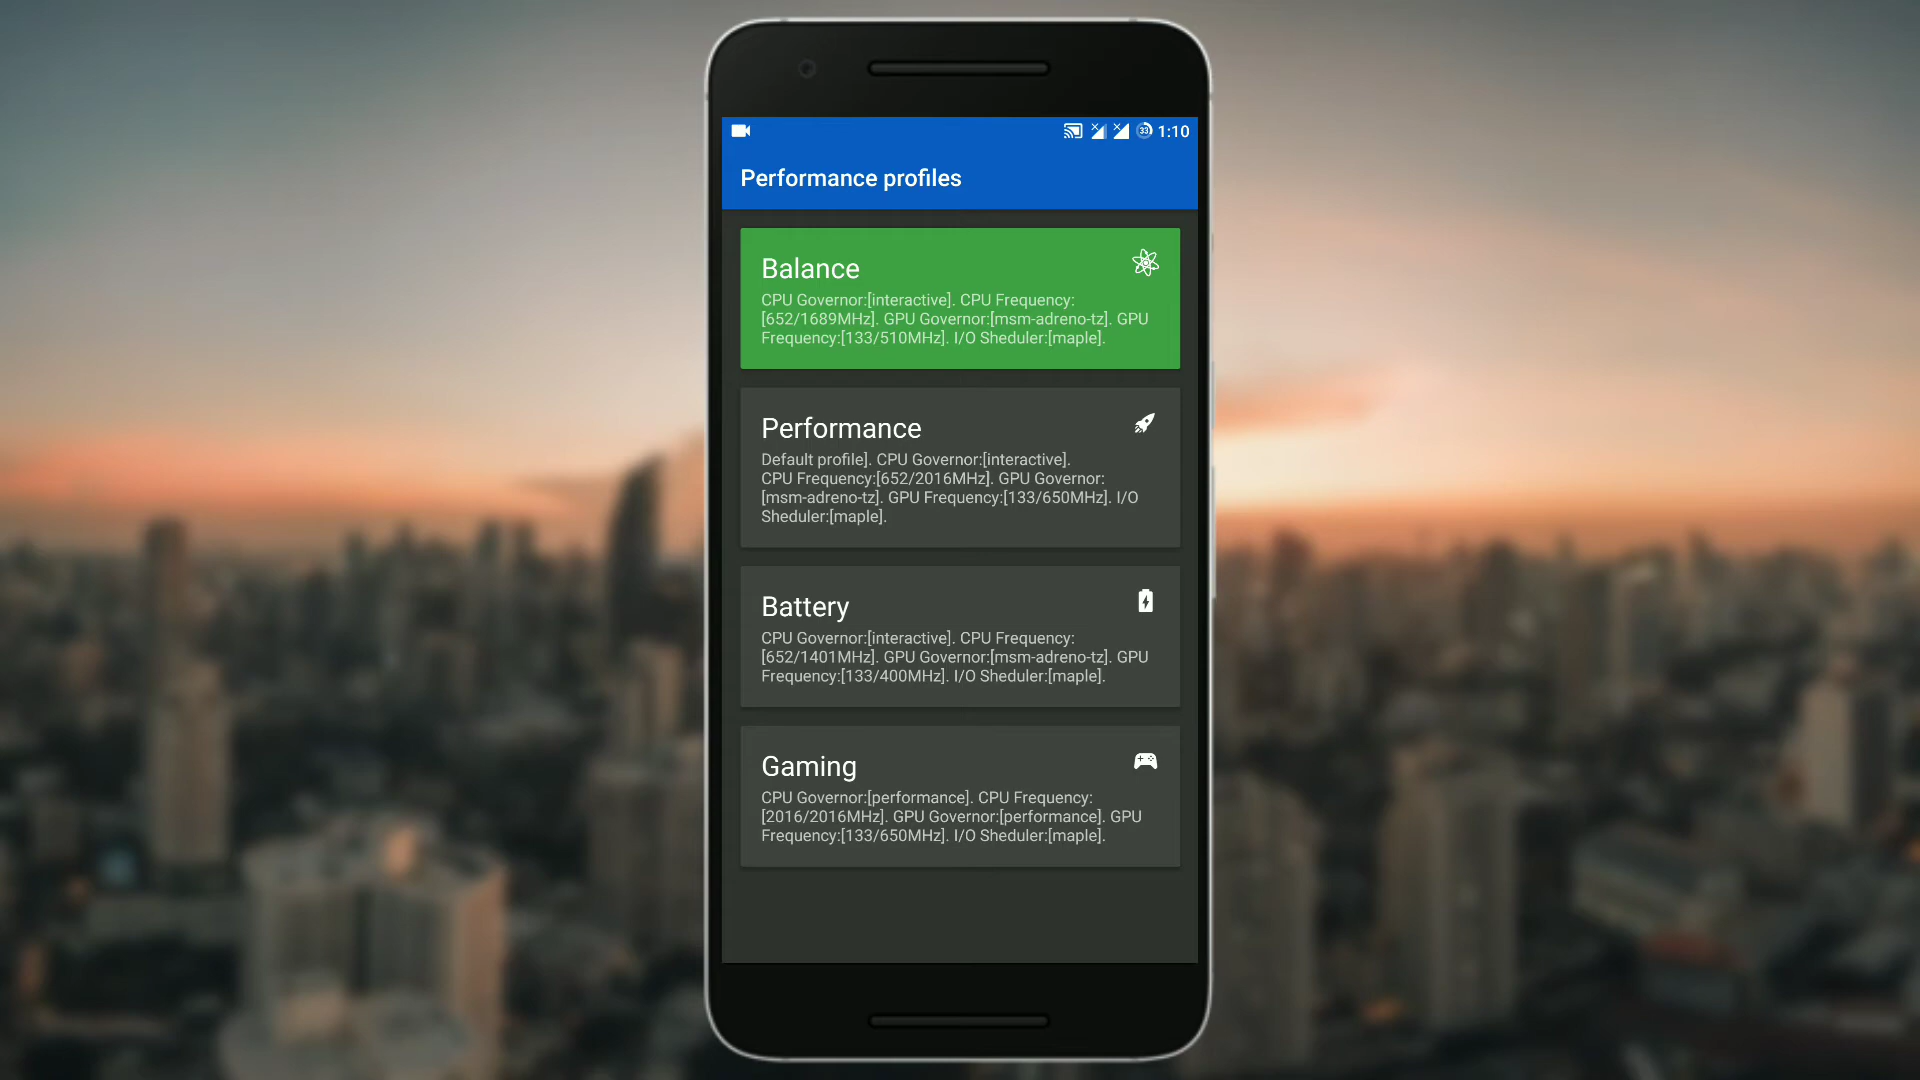 33 1:10
Performance profiles
Balance
CPU Governor:[interactive]. CPU Frequency:
[652/1689MHz]. GPU Governor:[msm-adreno-tz]. GPU
Frequency:[133/510MHz]. I/O Sheduler:[maple].
Performance
Default profile]. CPU Governor:[interactive].
CPU Frequency:[652/2016MHz]. GPU Governor:
[msm-adreno-tz]. GPU Frequency:[133/650MHz]. I/O
Sheduler:[maple].
Battery
CPU Governor:[interactive]. CPU Frequency:
[652/1401MHz]. GPU Governor:[msm-adreno-tz]. GPU
Frequency:[133/400MHz]. I/O Sheduler:[maple].
Gaming
CPU Governor:[performance]. CPU Frequency:
[2016/2016MHz]. GPU Governor:[performance]. GPU
Frequency:[133/650MHz]. I/O Sheduler:[maple].